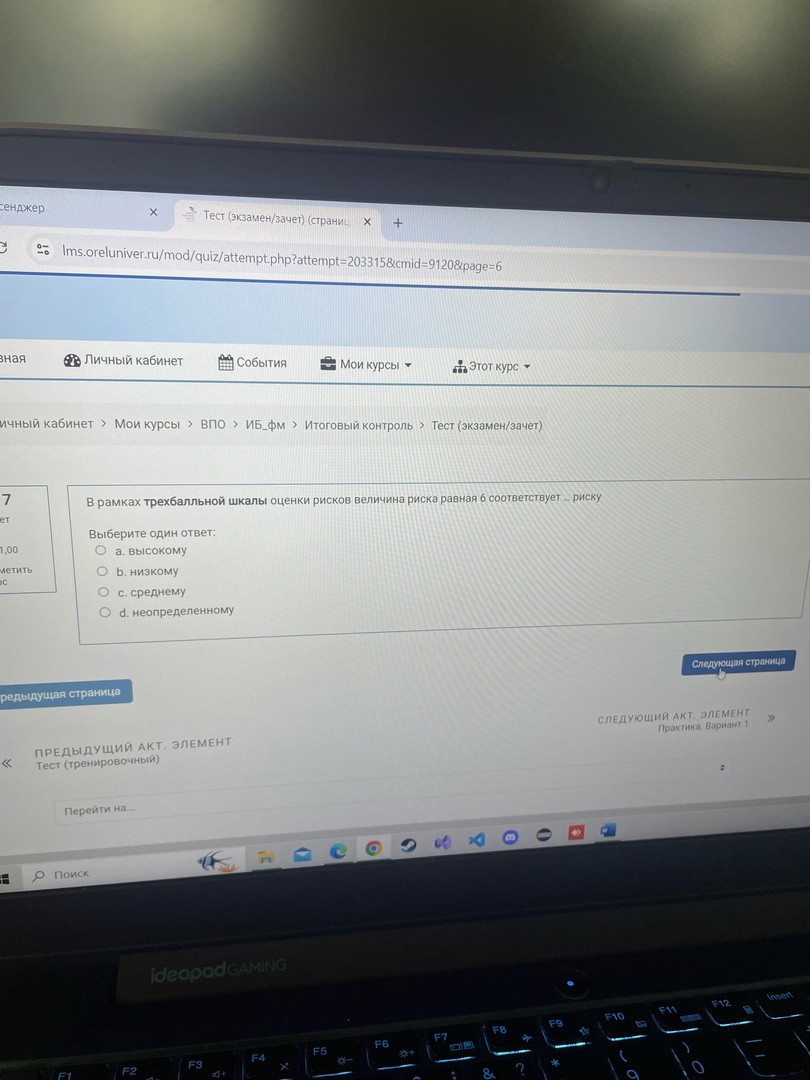 сенджер
Тест (экзамен/зачет) (страниц
lms.oreluniver.ru/mod/quiz/attempt.php?attempt=203315&cmid=9120&page=6
вная Личный кабинет События Мои курсы Этот курс
ичный кабинет > Мои курсы > ВПО > ИБ_фм > Итоговый контроль > Тест (экзамен/зачет)
7
ет
1,00
метить
ос
В рамках трехбалльной шкалы оценки рисков величина риска равная 6 соответствует ... риску
Выберите один ответ:
a. высокому
b. низкому
c. среднему
d. неопределенному
редыдущая страница
Следующая страница
ПРЕДЫДУЩИЙ АКТ. ЭЛЕМЕНТ
Тест (тренировочный)
СЛЕДУЮЩИЙ АКТ. ЭЛЕМЕНТ
Практика. Вариант 1
Перейти на...
Поиск
ideapad GAMING
F1 F2 F3 F4 F5 F6 F7 F8 F9 F10 F11 F12 Insert
& ? * ( 9 ) 0